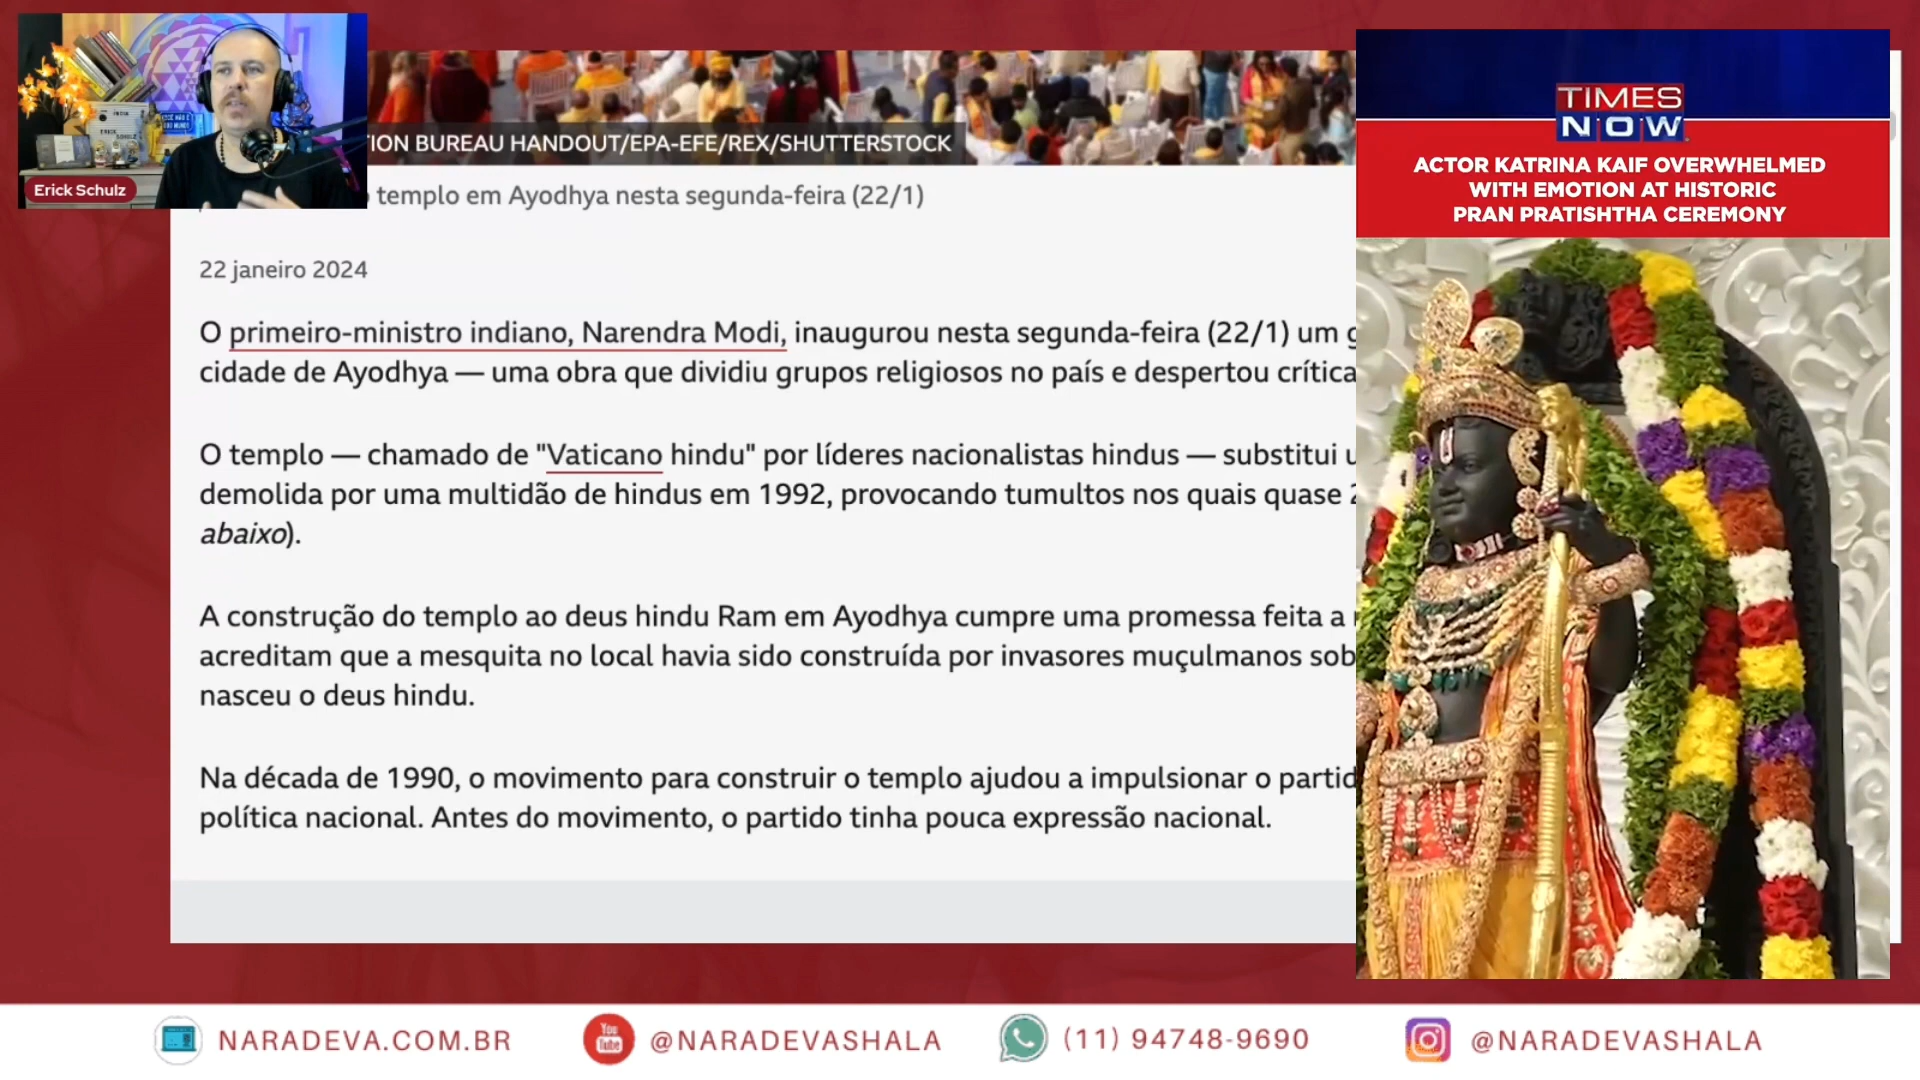 Erick Schulz
TION BUREAU HANDOUT/EPA-EFE/REX/SHUTTERSTOCK
templo em Ayodhya nesta segunda-feira (22/1)
22 janeiro 2024
O primeiro-ministro indiano, Narendra Modi, inaugurou nesta segunda-feira (22/1) um
cidade de Ayodhya — uma obra que dividiu grupos religiosos no país e despertou crítica
O templo — chamado de "Vaticano hindu" por líderes nacionalistas hindus — substitui
demolida por uma multidão de hindus em 1992, provocando tumultos nos quais quase
abaixo).
A construção do templo ao deus hindu Ram em Ayodhya cumpre uma promessa feita a
acreditam que a mesquita no local havia sido construída por invasores muçulmanos sob
nasceu o deus hindu.
Na década de 1990, o movimento para construir o templo ajudou a impulsionar o partid
política nacional. Antes do movimento, o partido tinha pouca expressão nacional.
TIMES
NOW
ACTOR KATRINA KAIF OVERWHELMED
WITH EMOTION AT HISTORIC
PRAN PRATISHTHA CEREMONY
NARADEVA.COM.BR
You
Tube
@NARADEVASHALA
(11) 94748-9690
@NARADEVASHALA